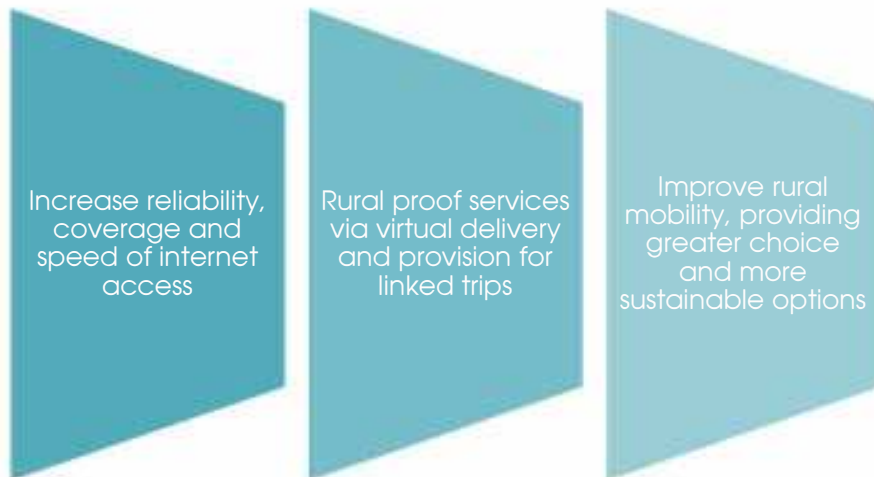 Increase reliability,
coverage and
speed of internet
access
Rural proof services
via virtual delivery
and provision for
linked trips
Improve rural
mobility, providing
greater choice
and more
sustainable options